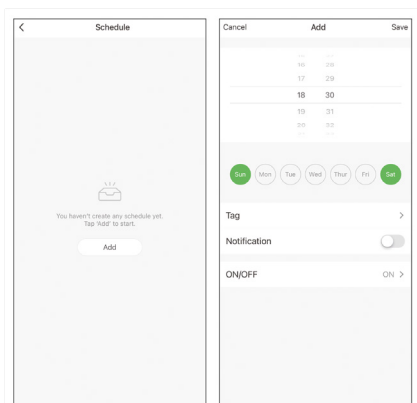 Schedule
You haven't create any schedule yet.
Tap 'Add' to start.
Add
Cancel Add Save
16 28
17 29
18 30
19 31
20 32
Sun Mon Tue Wed Thur Fri Sat
Tag
Notification
ON/OFF ON